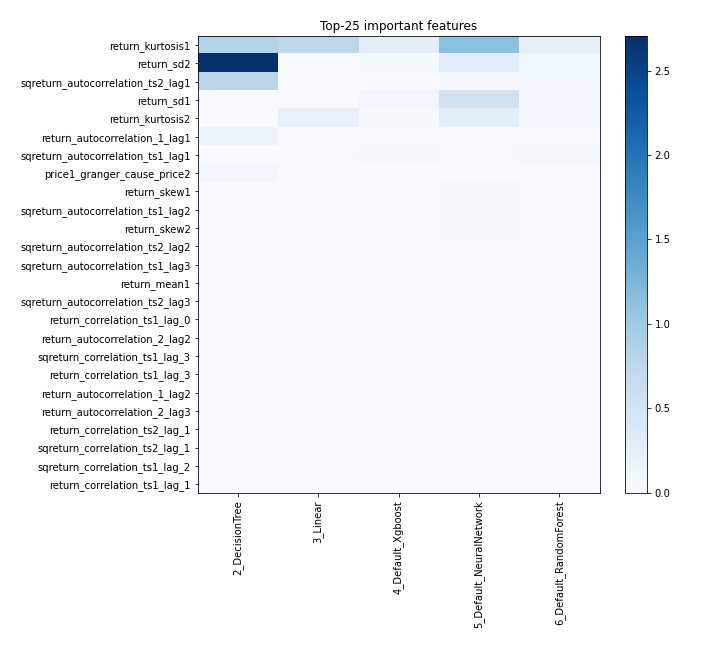 Top-25 important features
return_kurtosis1
return_sd2
sqreturn_autocorrelation_ts2_lag1
return_sd1
return_kurtosis2
return_autocorrelation_1_lag1
sqreturn_autocorrelation_ts1_lag1
price1_granger_cause_price2
return_skew1
sqreturn_autocorrelation_ts1_lag2
return_skew2
sqreturn_autocorrelation_ts2_lag2
sqreturn_autocorrelation_ts1_lag3
return_mean1
sqreturn_autocorrelation_ts2_lag3
return_correlation_ts1_lag_0
return_autocorrelation_2_lag2
sqreturn_correlation_ts1_lag_3
return_correlation_ts1_lag_3
return_autocorrelation_1_lag2
return_autocorrelation_2_lag3
return_correlation_ts2_lag_1
sqreturn_correlation_ts2_lag_1
sqreturn_correlation_ts1_lag_2
return_correlation_ts1_lag_1
2_DecisionTree
3_Linear
4_Default_Xgboost
5_Default_NeuralNetwork
6_Default_RandomForest
2.5
2.0
1.5
1.0
0.5
0.0